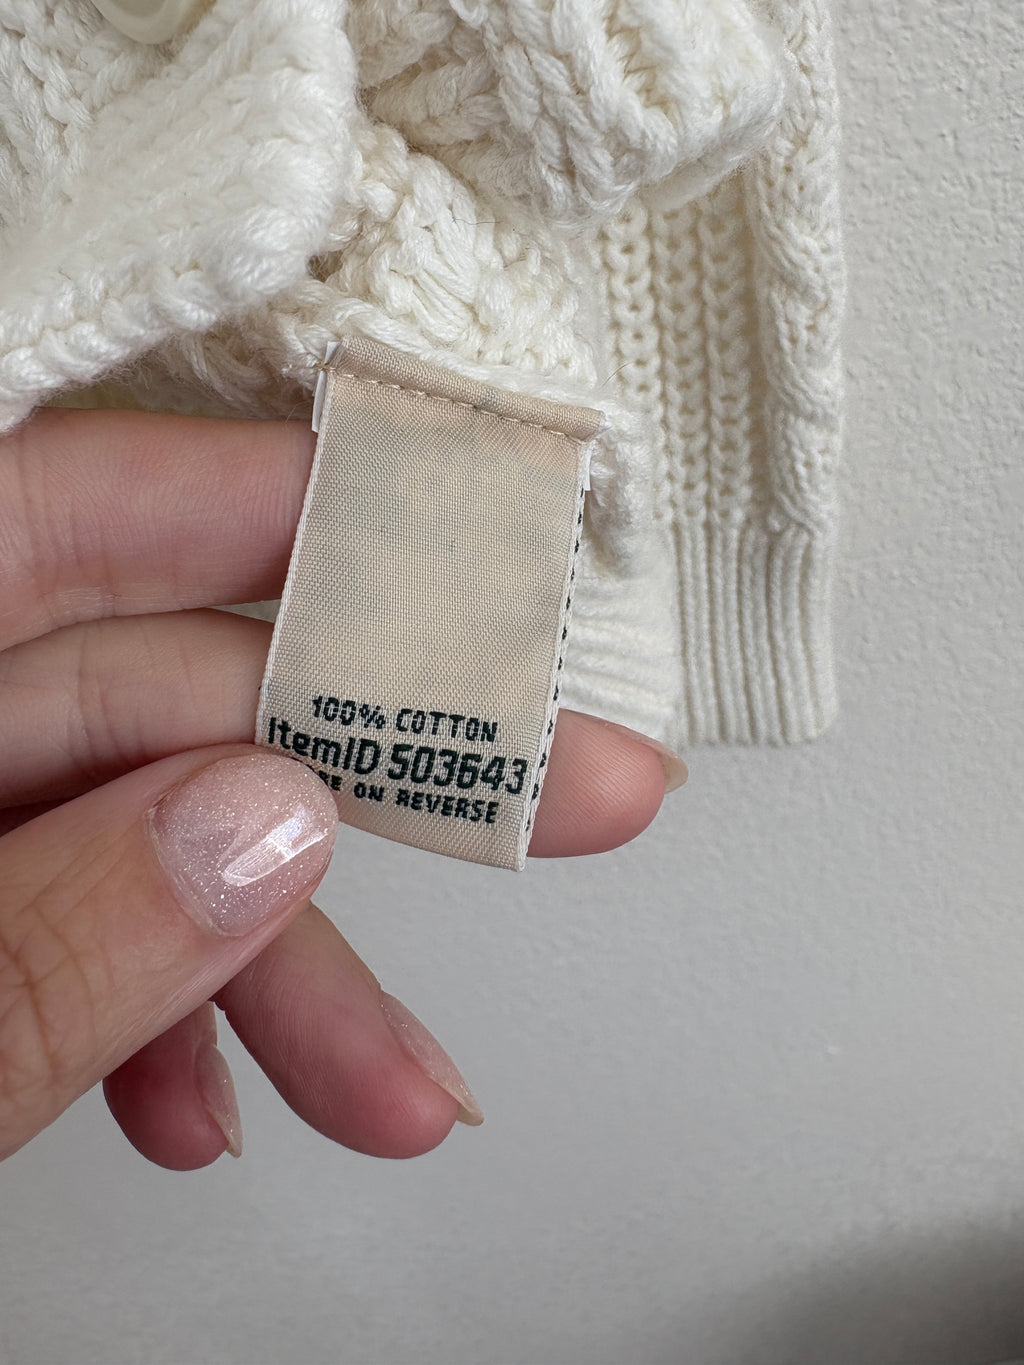 100% COTTON
ItemID 503643
ON REVERSE